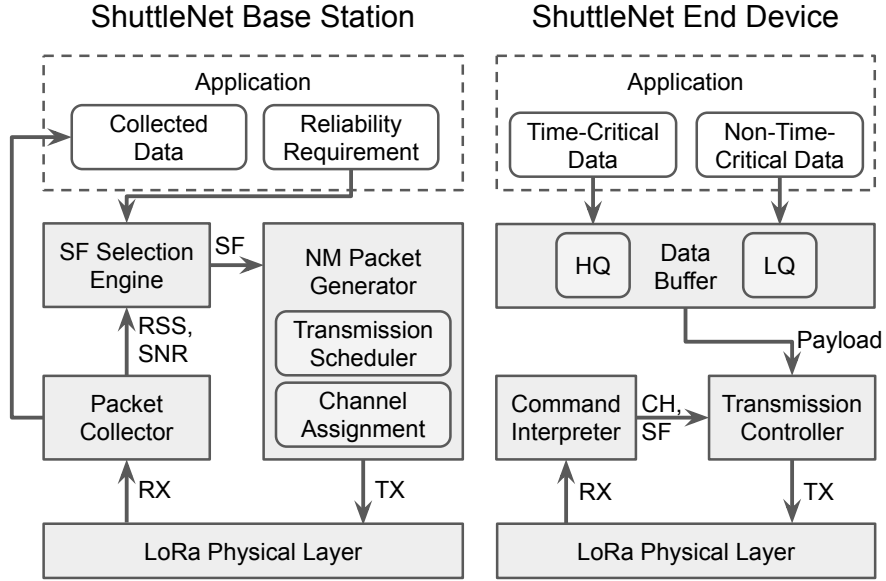 ShuttleNet Base Station
Application
Collected
Data
Reliability
Requirement
SF Selection
Engine
SF
NM Packet
Generator
Transmission
Scheduler
Channel
Assignment
RSS,
SNR
Packet
Collector
RX
TX
LoRa Physical Layer
ShuttleNet End Device
Application
Time-Critical
Data
Non-Time-
Critical Data
HQ
Data
Buffer
LQ
Payload
Command
Interpreter
CH,
SF
Transmission
Controller
RX
TX
LoRa Physical Layer